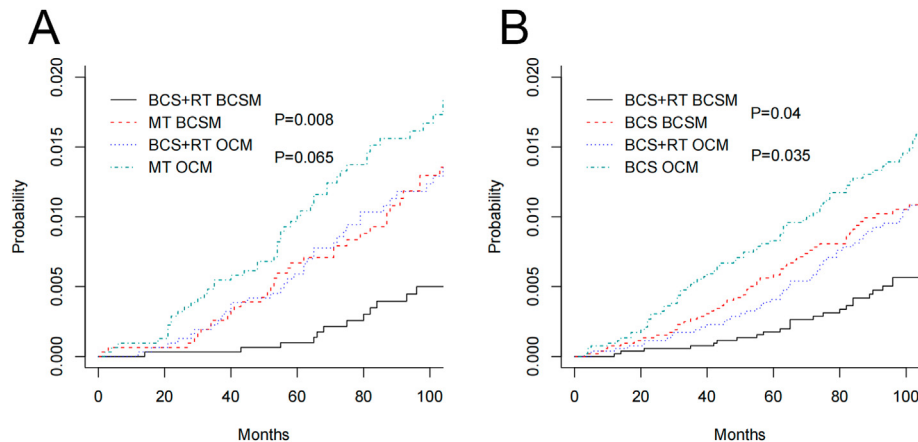 A
B
0.020
0.015
0.010
0.005
0.000
Probability
BCS+RT BCSM
MT BCSM
BCS+RT OCM
MT OCM
P=0.008
P=0.065
0 20 40 60 80 100
Months
0.020
0.015
0.010
0.005
0.000
Probability
BCS+RT BCSM
BCS BCSM
BCS+RT OCM
BCS OCM
P=0.04
P=0.035
0 20 40 60 80 100
Months